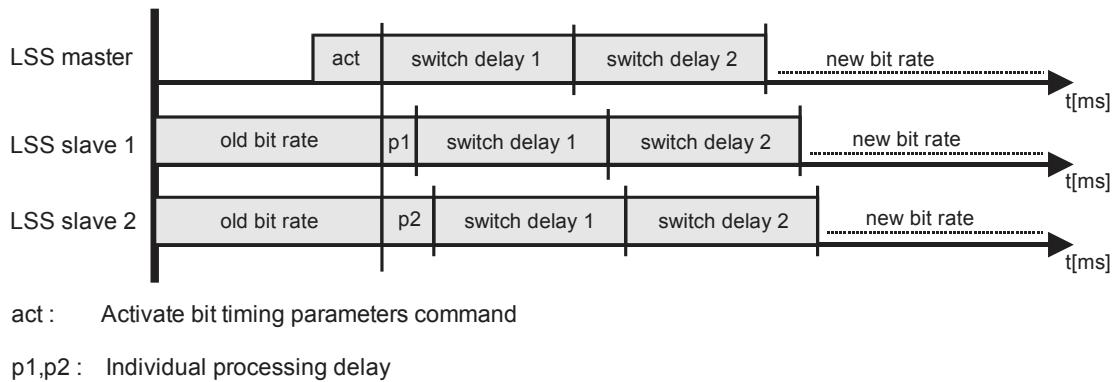 LSS master act switch delay 1 switch delay 2 new bit rate
t[ms]
LSS slave 1 old bit rate p1 switch delay 1 switch delay 2 new bit rate
t[ms]
LSS slave 2 old bit rate p2 switch delay 1 switch delay 2 new bit rate
t[ms]
act : Activate bit timing parameters command
p1,p2 : Individual processing delay